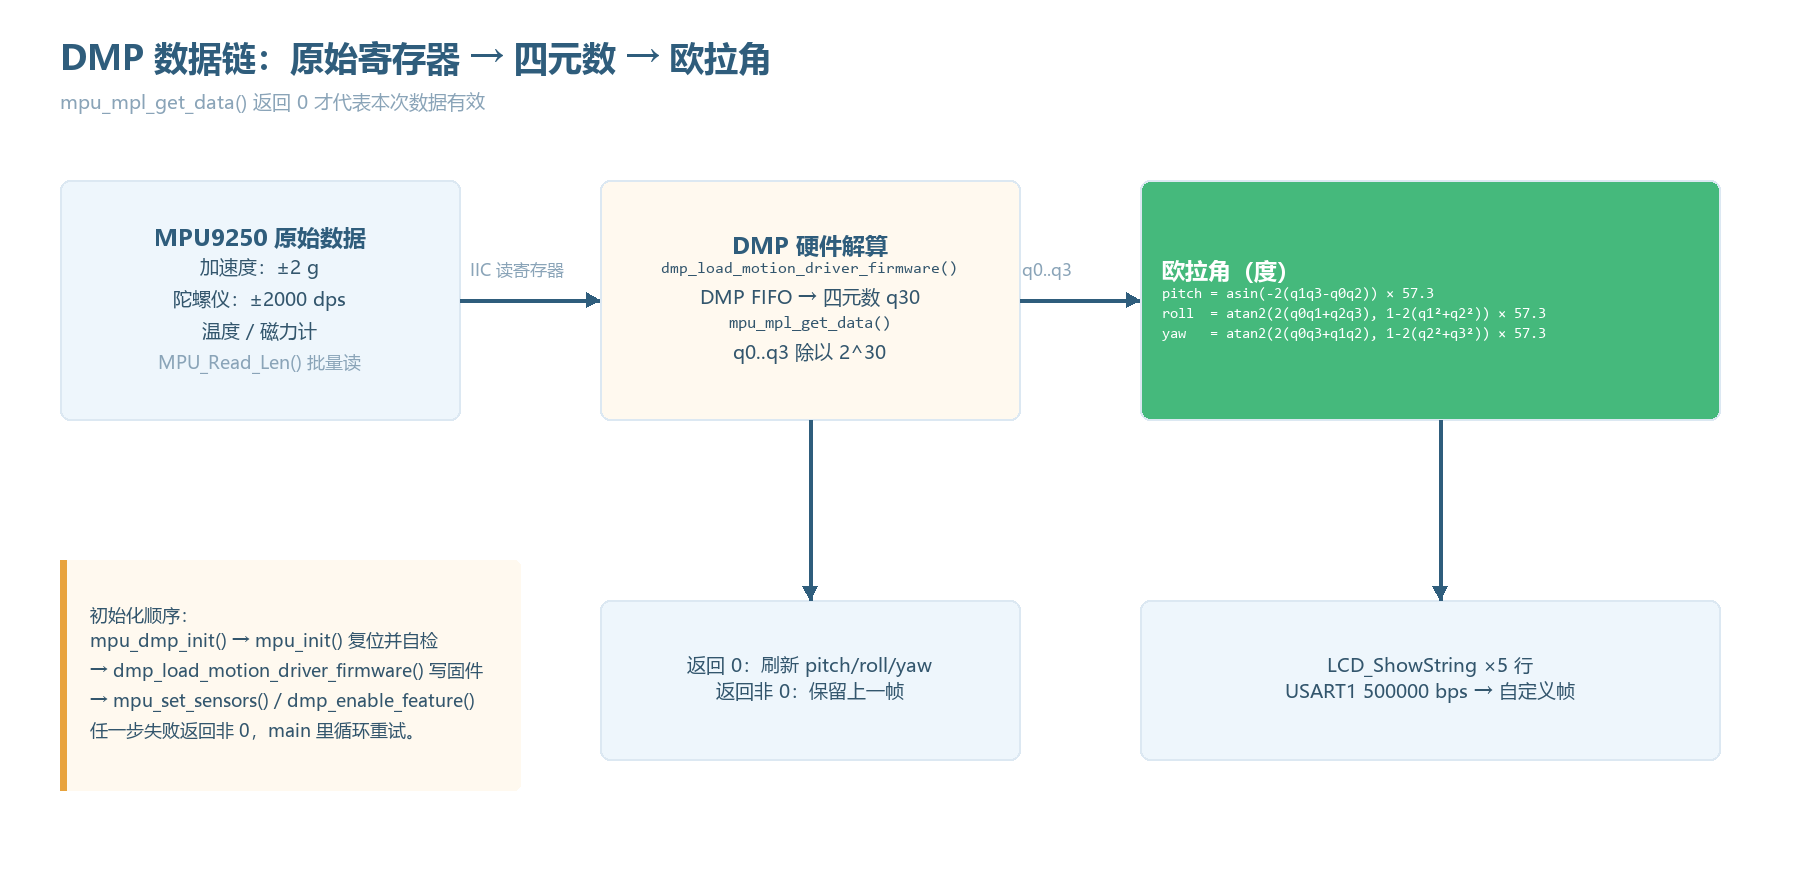 DMP 数据链：原始寄存器 → 四元数 → 欧拉角
mpu_mpl_get_data() 返回 0 才代表本次数据有效
MPU9250 原始数据
加速度：±2 g
陀螺仪：±2000 dps
温度 / 磁力计
MPU_Read_Len() 批量读
IIC 读寄存器
DMP 硬件解算
dmp_load_motion_driver_firmware()
DMP FIFO → 四元数 q30
mpu_mpl_get_data()
q0..q3 除以 2^30
q0..q3
欧拉角（度）
pitch = asin(-2(q1q3-q0q2)) × 57.3
roll  = atan2(2(q0q1+q2q3), 1-2(q1²+q2²)) × 57.3
yaw   = atan2(2(q0q3+q1q2), 1-2(q2²+q3²)) × 57.3
初始化顺序：
mpu_dmp_init() → mpu_init() 复位并自检
→ dmp_load_motion_driver_firmware() 写固件
→ mpu_set_sensors() / dmp_enable_feature()
任一步失败返回非 0，main 里循环重试。
返回 0：刷新 pitch/roll/yaw
返回非 0：保留上一帧
LCD_ShowString ×5 行
USART1 500000 bps → 自定义帧